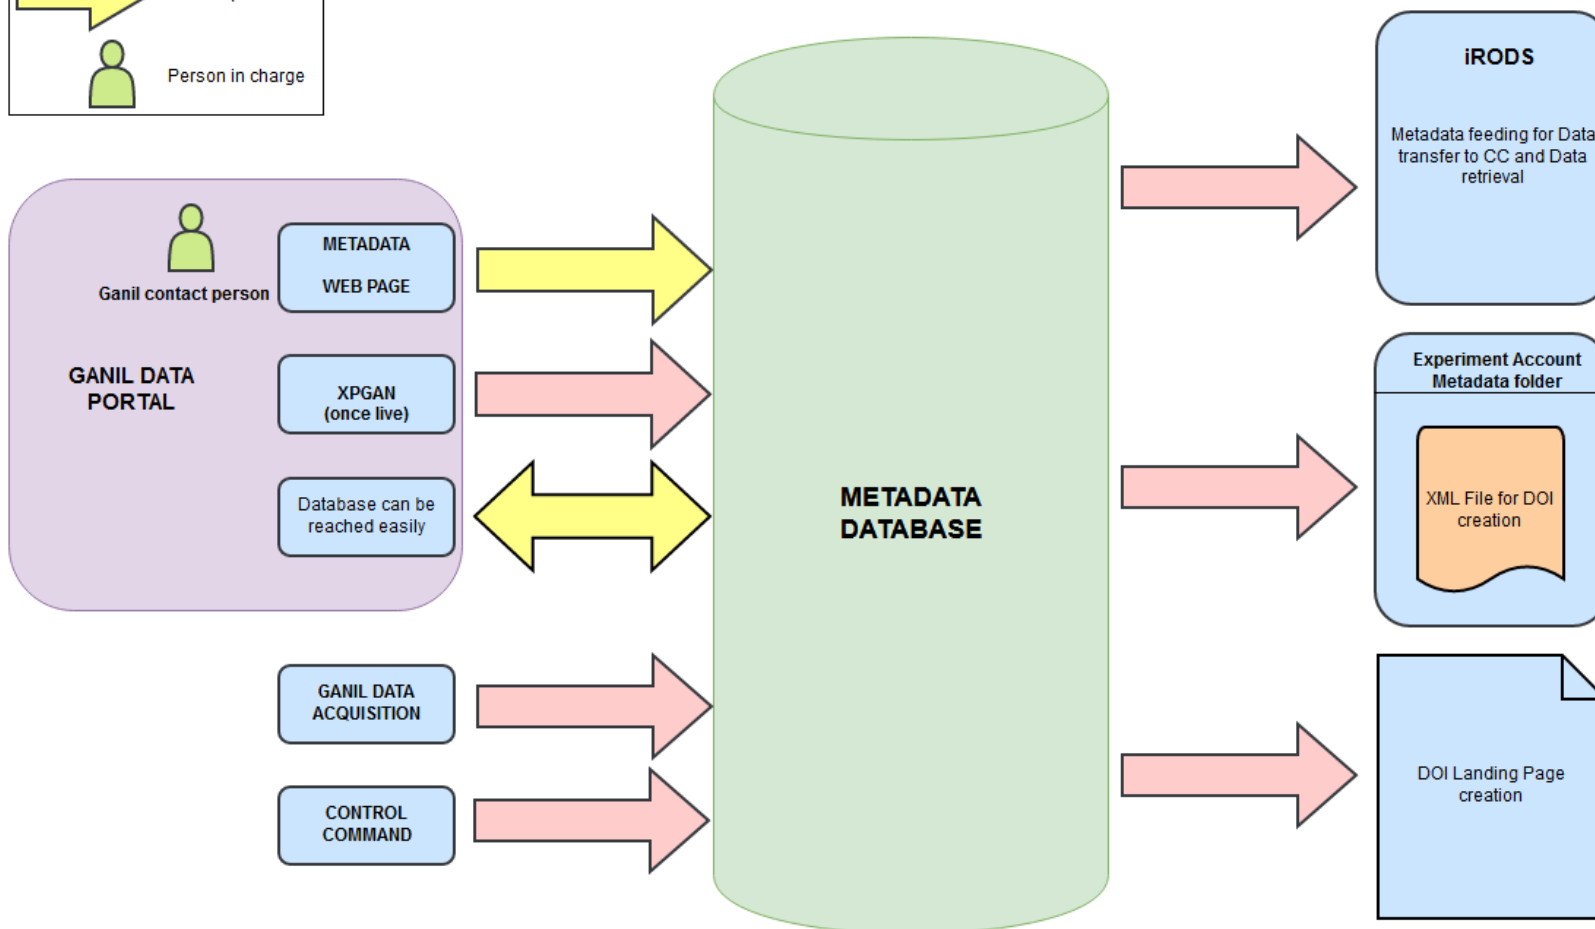 Person in charge
iRODS
Metadata feeding for Data
transfer to CC and Data
retrieval
METADATA
WEB PAGE
Ganil contact person
GANIL DATA
PORTAL
XPGAN
(once live)
Database can be
reached easily
METADATA
DATABASE
Experiment Account
Metadata folder
XML File for DOI
creation
GANIL DATA
ACQUISITION
CONTROL
COMMAND
DOI Landing Page
creation